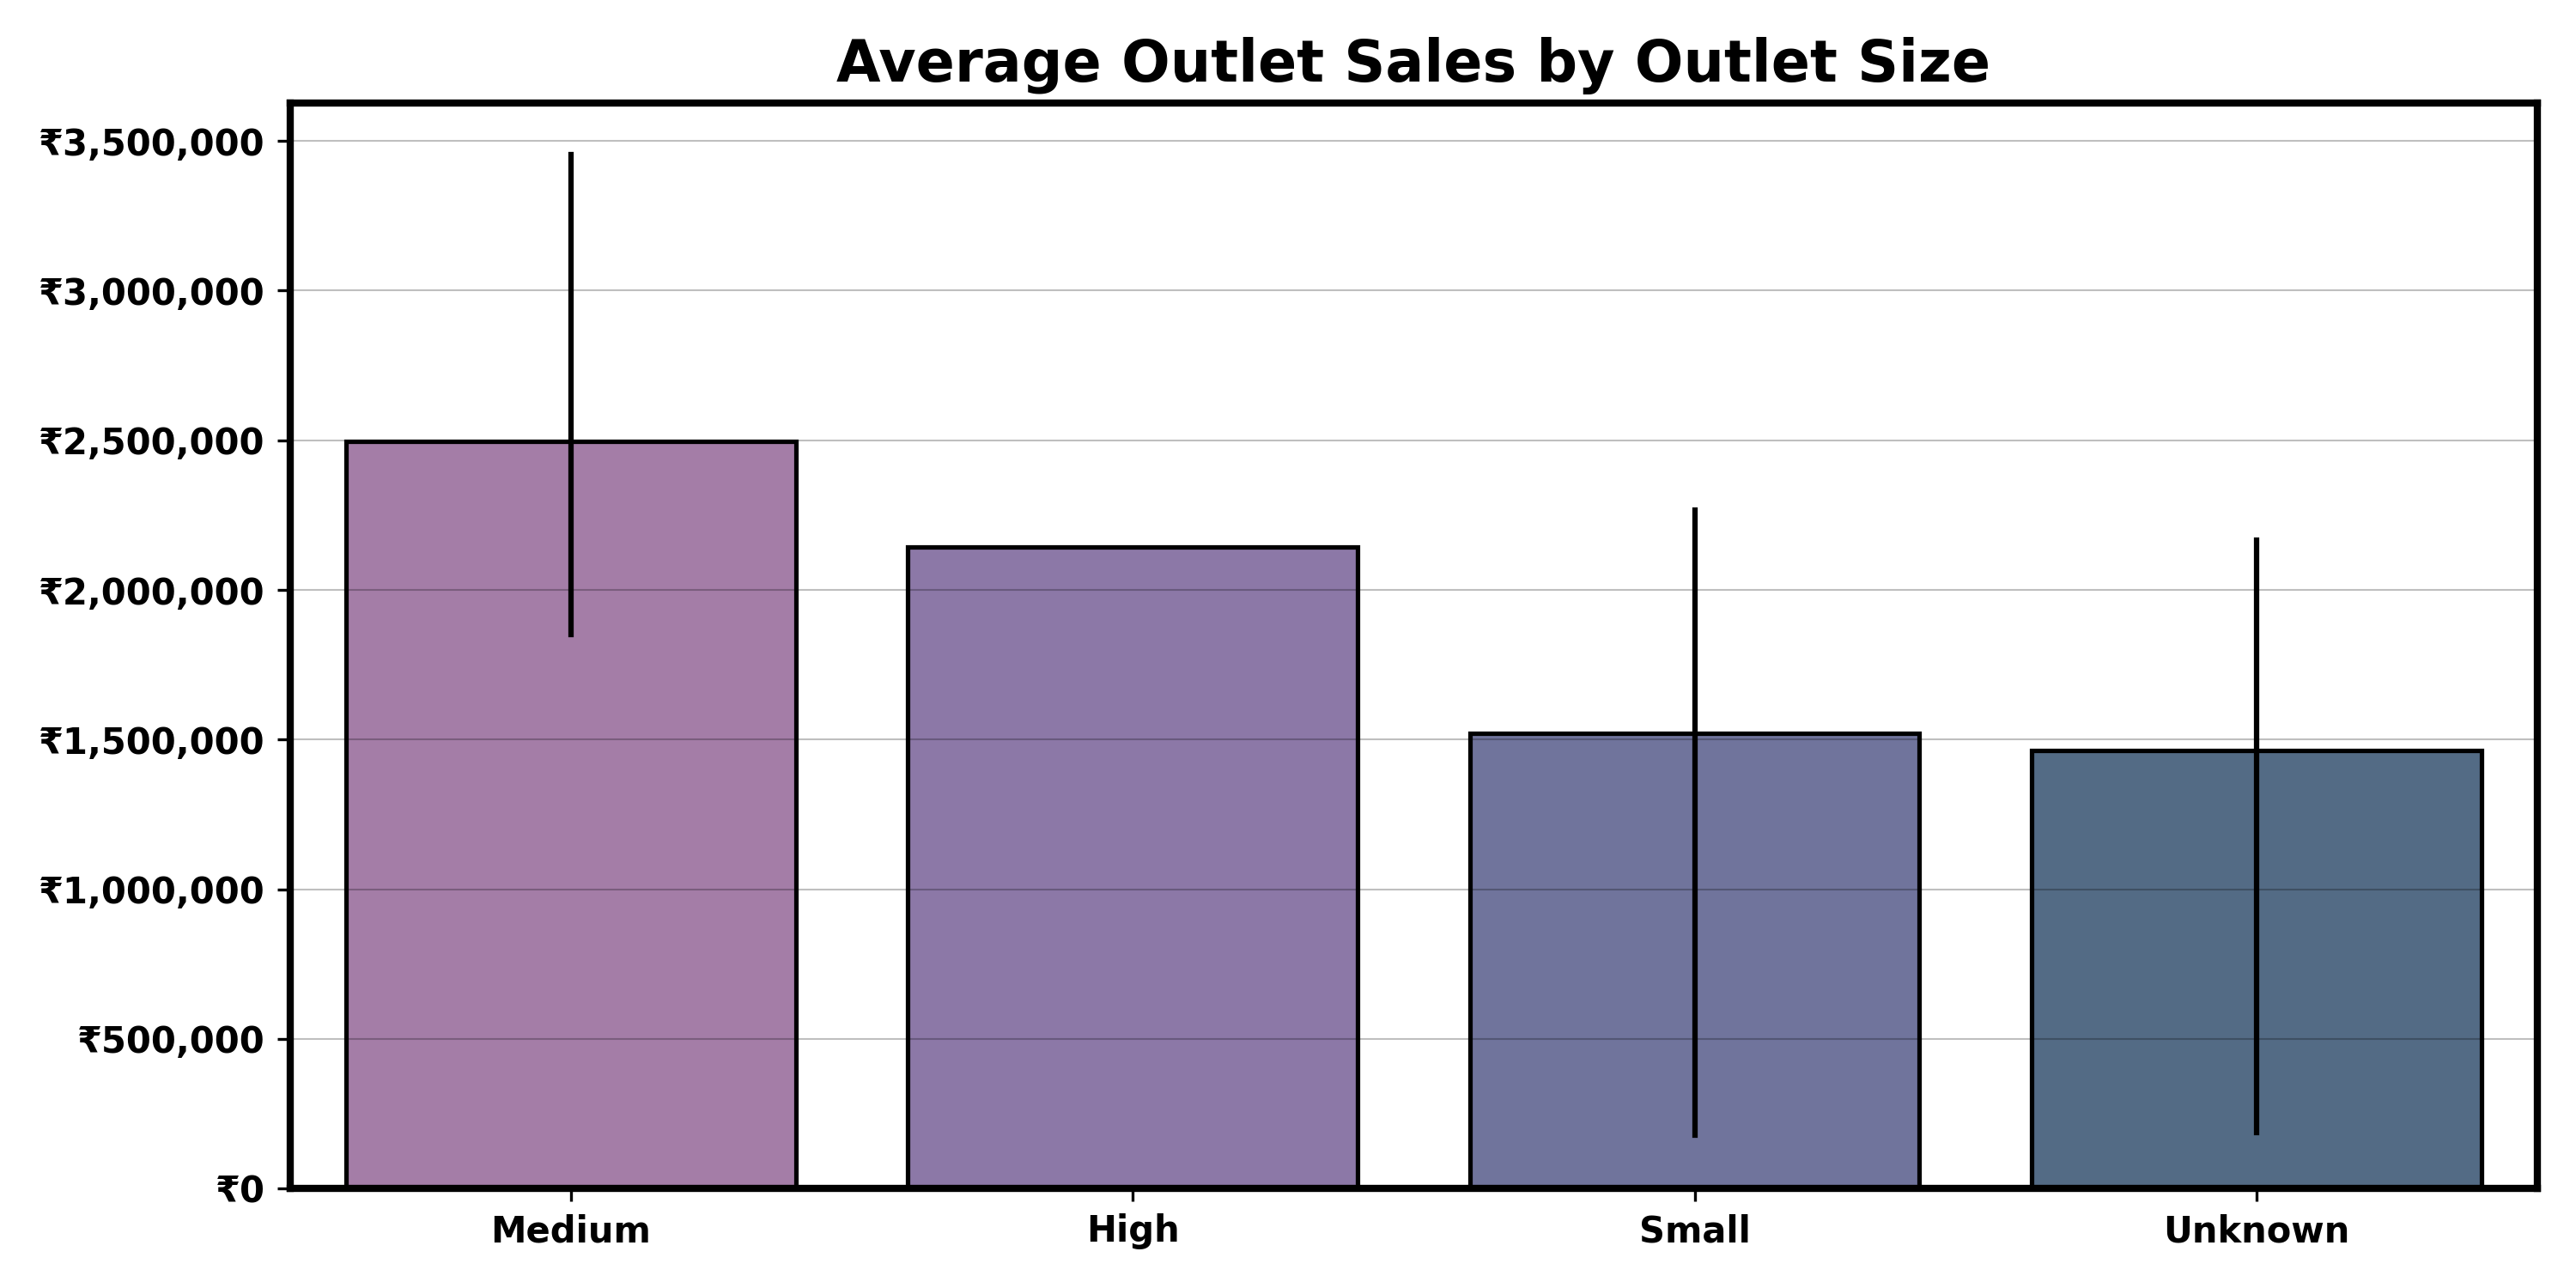 Average Outlet Sales by Outlet Size
₹3,500,000
₹3,000,000
₹2,500,000
₹2,000,000
₹1,500,000
₹1,000,000
₹500,000
₹0
Medium
High
Small
Unknown